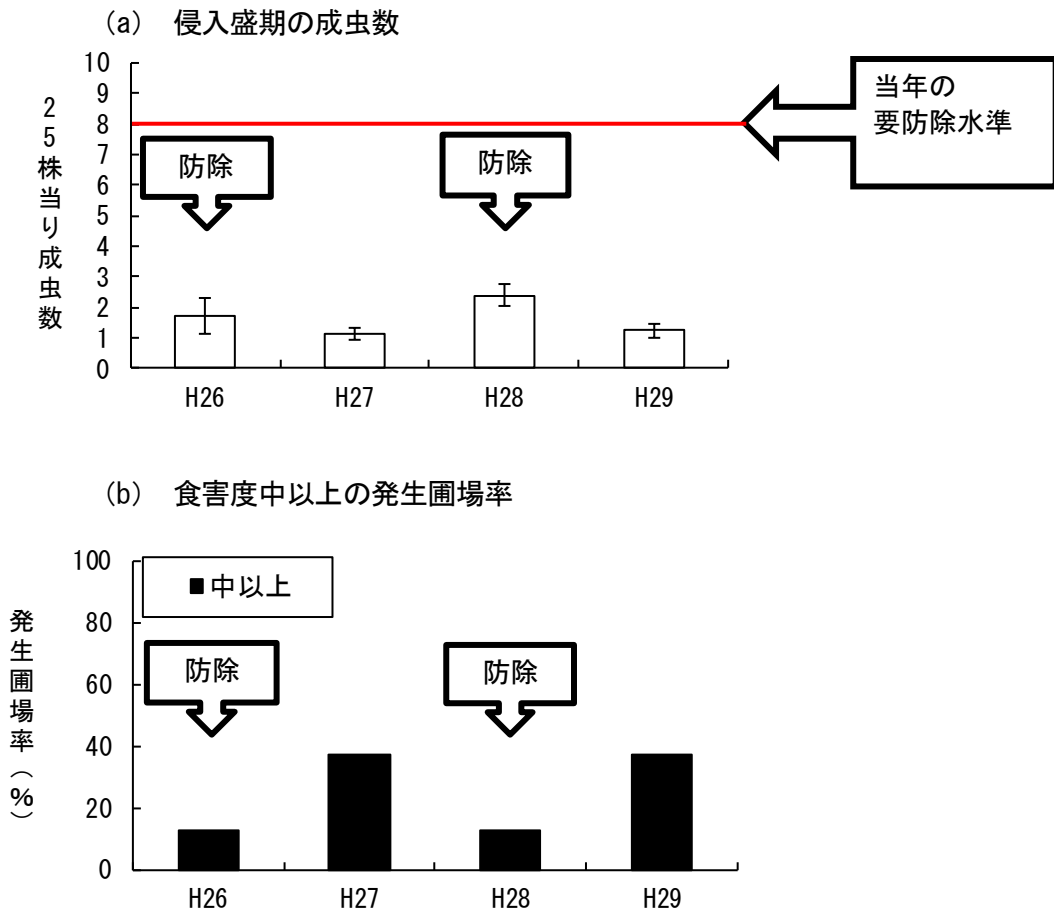 (a) 侵入盛期の成虫数
25株当り成虫数
10
9
8
7
6
5
4
3
2
1
0
防除
防除
当年の
要防除水準
H26
H27
H28
H29
(b) 食害度中以上の発生圃場率
発生圃場率(%)
100
80
60
40
20
0
■中以上
防除
防除
H26
H27
H28
H29